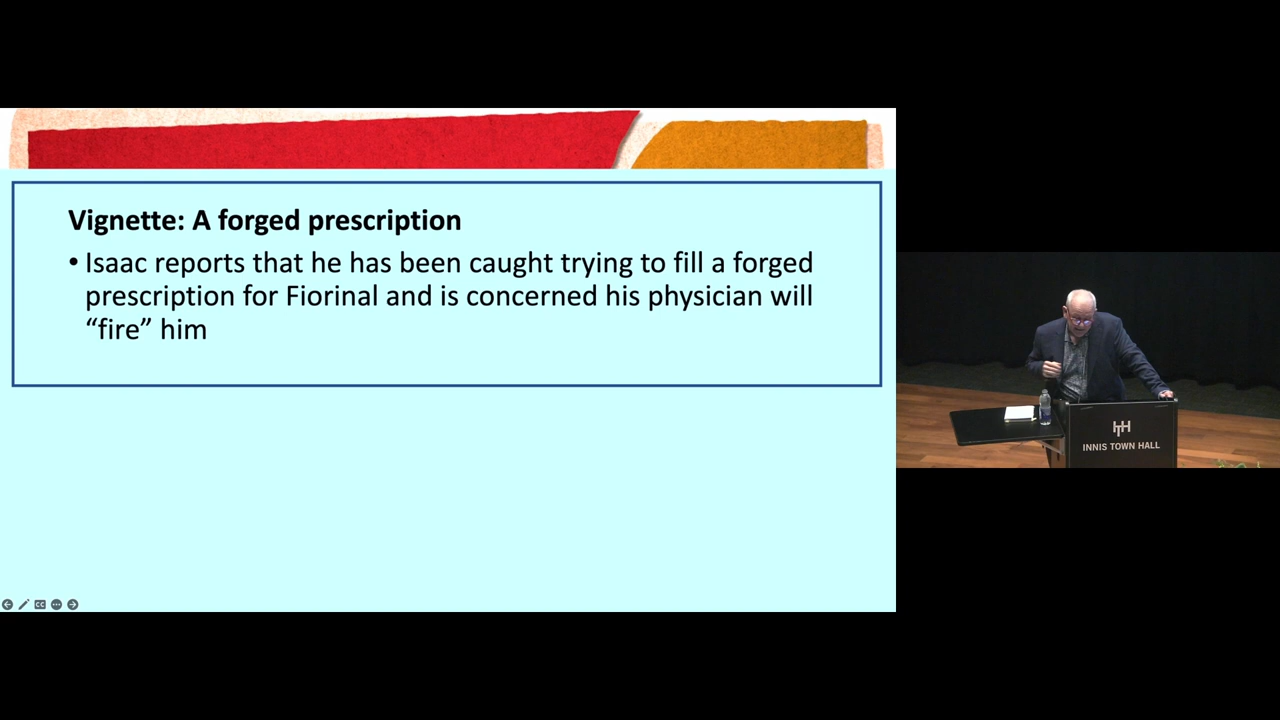 Vignette: A forged prescription
• Isaac reports that he has been caught trying to fill a forged
prescription for Fiorinal and is concerned his physician will
“fire” him
HTH
INNIS TOWN HALL